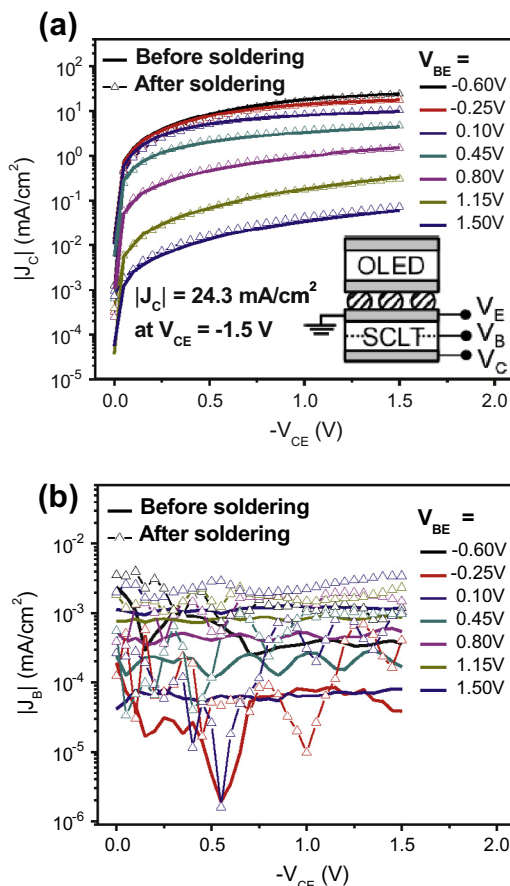 (a)
Before soldering
After soldering
V_BE =
-0.60V
-0.25V
0.10V
0.45V
0.80V
1.15V
1.50V
|J_C| (mA/cm²)
10²
10¹
10⁰
10⁻¹
10⁻²
10⁻³
10⁻⁴
10⁻⁵
|J_C| = 24.3 mA/cm²
at V_CE = -1.5 V
OLED
SCLT
V_E
V_B
V_C
0.0 0.5 1.0 1.5 2.0
-V_CE (V)
(b)
Before soldering
After soldering
V_BE =
-0.60V
-0.25V
0.10V
0.45V
0.80V
1.15V
1.50V
|J_B| (mA/cm²)
10⁻²
10⁻³
10⁻⁴
10⁻⁵
10⁻⁶
0.0 0.5 1.0 1.5 2.0
-V_CE (V)